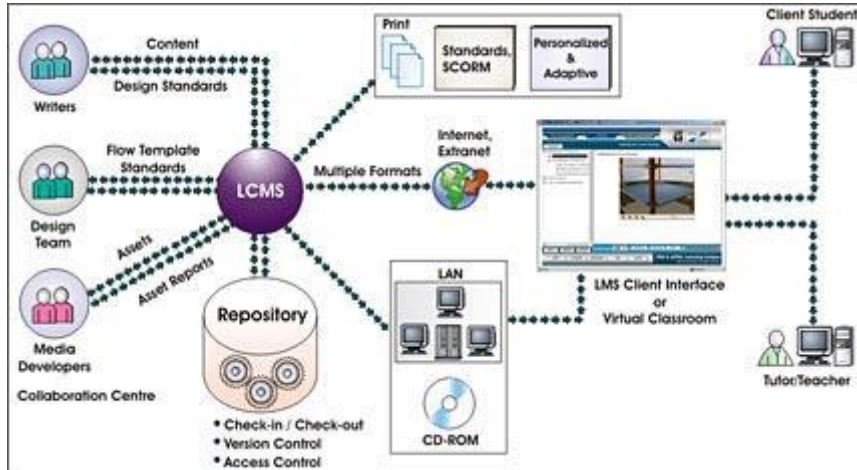 Writers
Content
Design Standards
Flow Template
Standards
Design
Team
Assets
Asset Reports
Media
Developers
Collaboration Centre
LCMS
Repository
• Check-in / Check-out
• Version Control
• Access Control
Print
Standards,
SCORM
Personalized
&
Adaptive
Multiple Formats
Internet,
Extranet
LAN
CD-ROM
LMS Client Interface
or
Virtual Classroom
Client Student
Tutor/Teacher